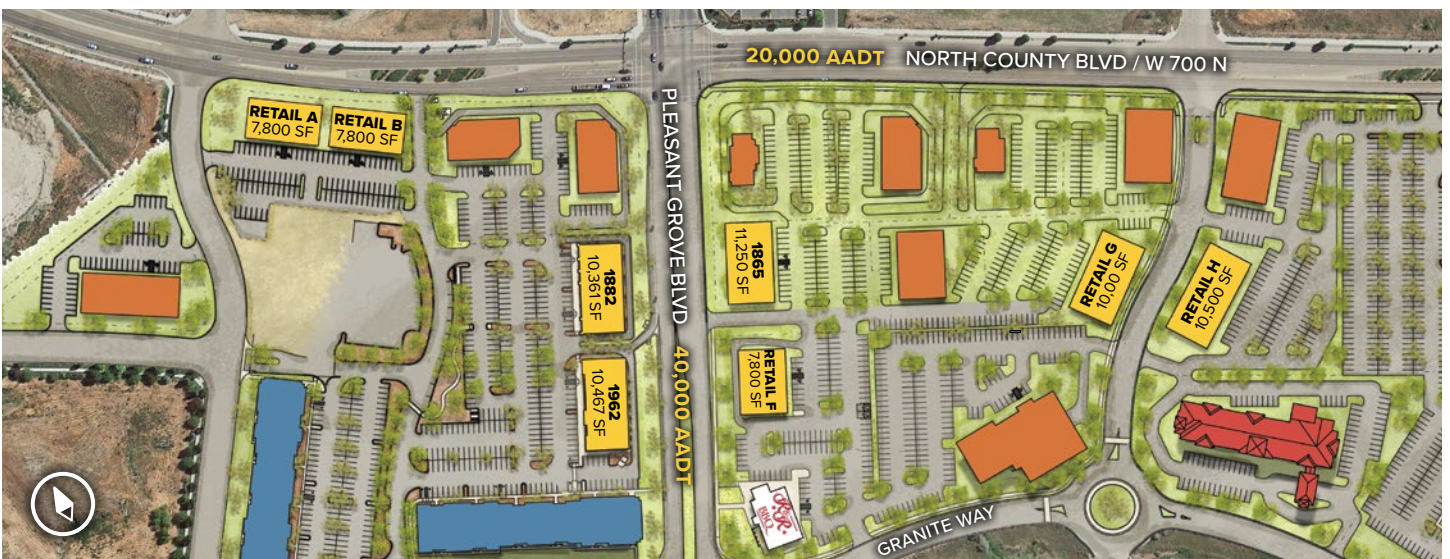 20,000 AADT NORTH COUNTY BLVD / W 700 N
RETAIL A
7,800 SF
RETAIL B
7,800 SF
PLEASANT GROVE BLVD 40,000 AADT
1882
10,361 SF
1962
10,467 SF
1865
11,250 SF
RETAIL F
7,800 SF
RETAIL G
10,00 SF
RETAIL H
10,500 SF
R&R
BBQ
GRANITE WAY